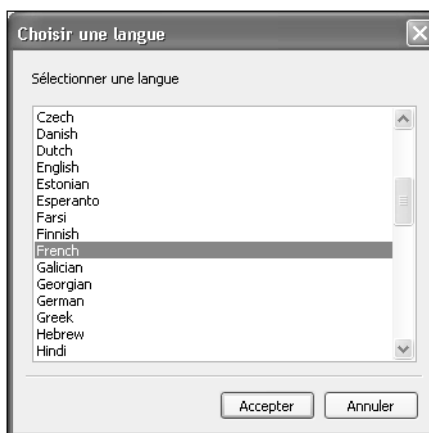 Choisir une langue
Sélectionner une langue
Czech
Danish
Dutch
English
Estonian
Esperanto
Farsi
Finnish
French
Galician
Georgian
German
Greek
Hebrew
Hindi
Accepter Annuler